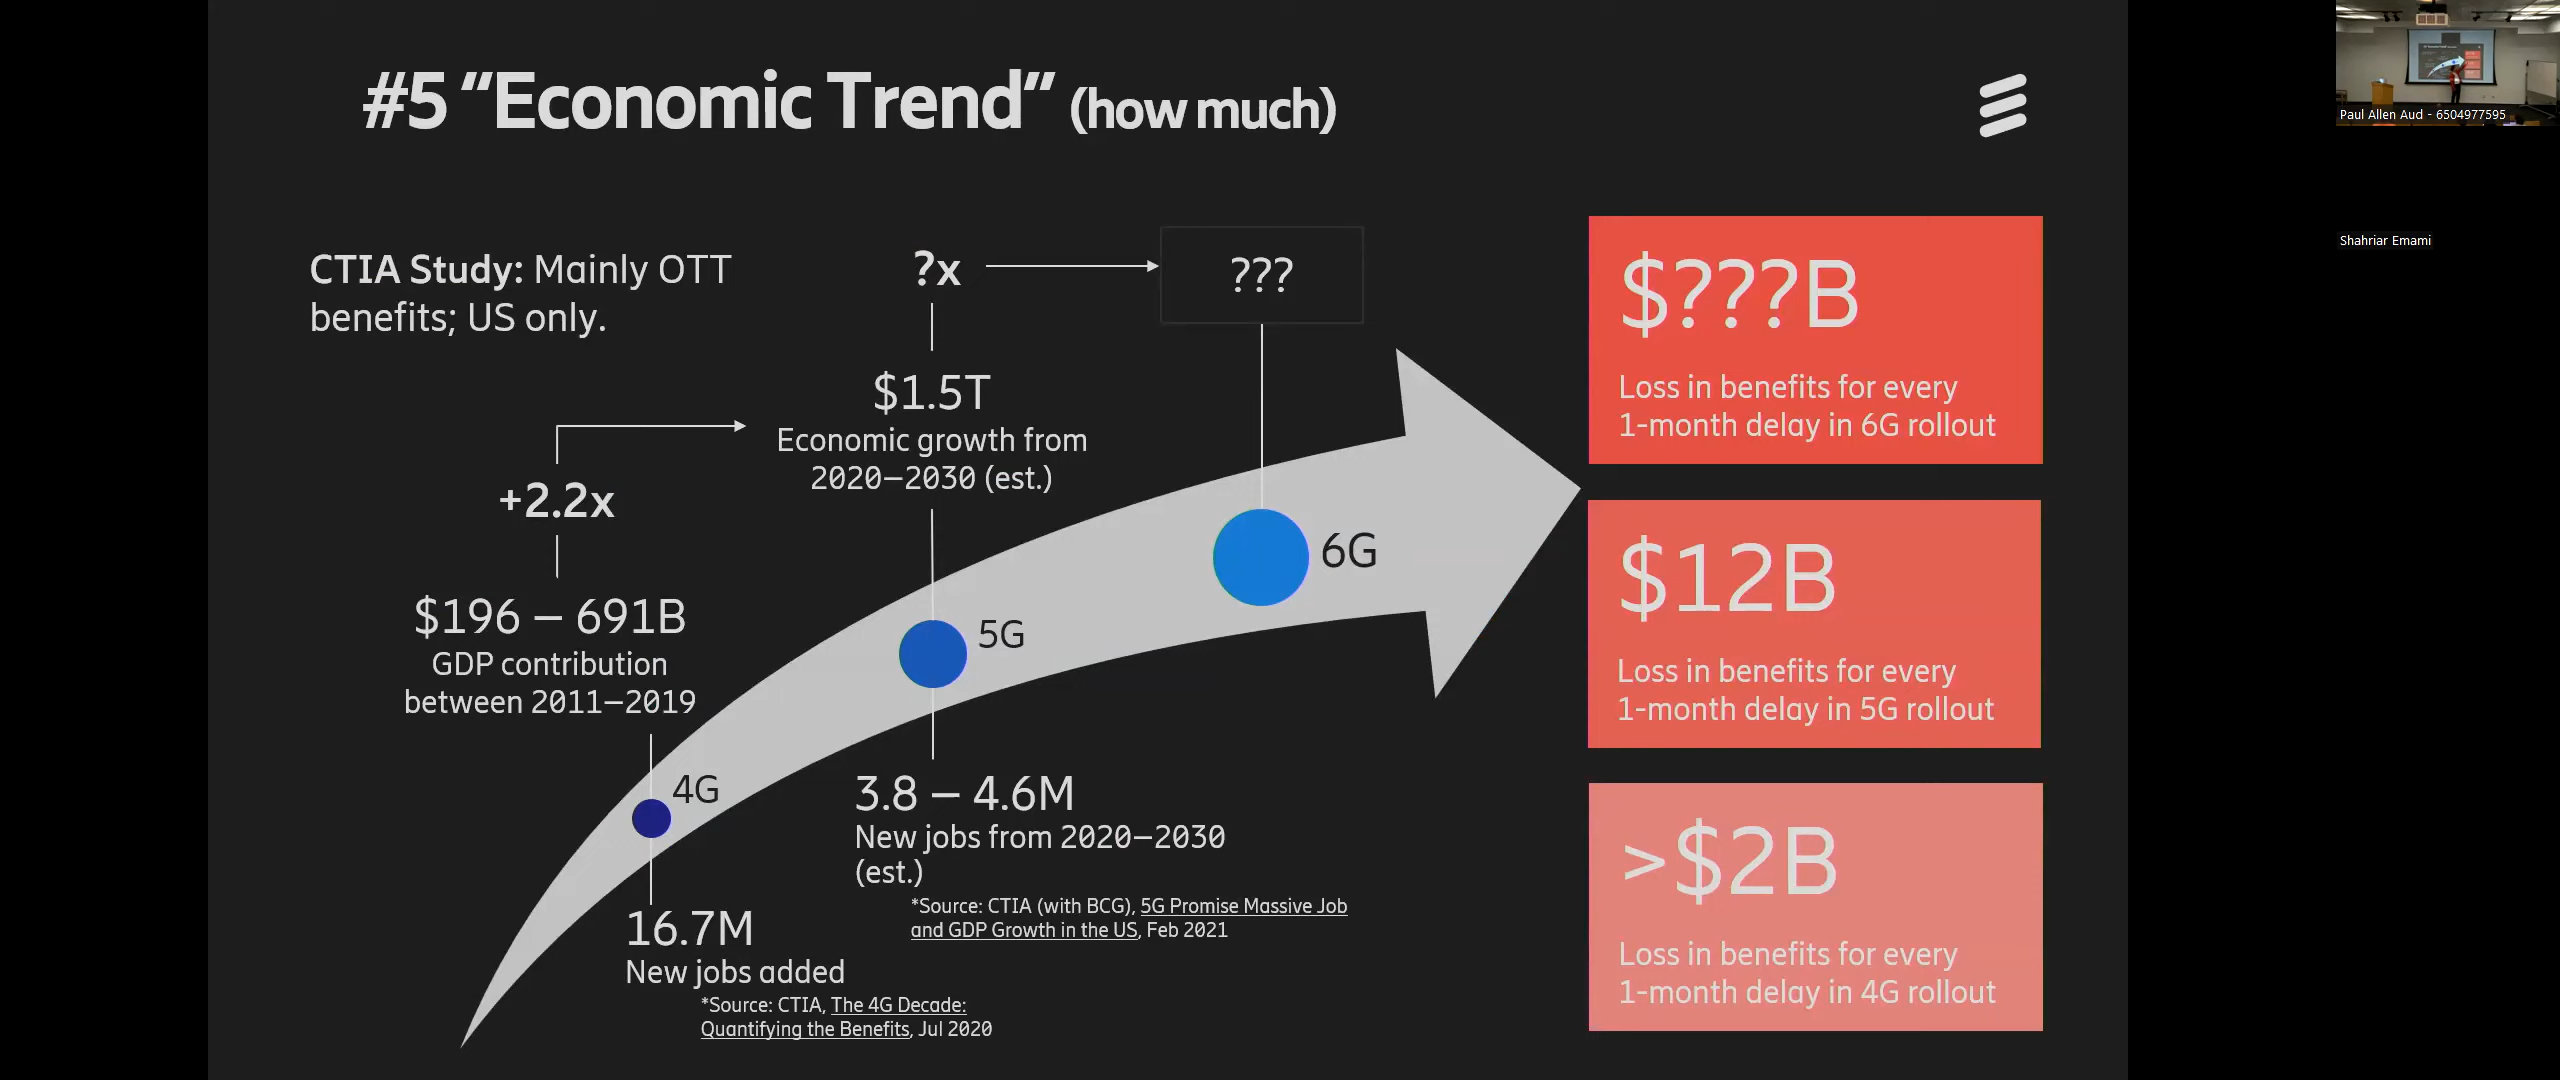 #5 “Economic Trend” (how much)
CTIA Study: Mainly OTT
benefits; US only.
?x
???
$1.5T
Economic growth from
2020–2030 (est.)
+2.2x
$196 – 691B
GDP contribution
between 2011–2019
4G
5G
6G
16.7M
New jobs added
*Source: CTIA, The 4G Decade:
Quantifying the Benefits, Jul 2020
3.8 – 4.6M
New jobs from 2020–2030
(est.)
*Source: CTIA (with BCG), 5G Promise Massive Job
and GDP Growth in the US, Feb 2021
$???B
Loss in benefits for every
1-month delay in 6G rollout
$12B
Loss in benefits for every
1-month delay in 5G rollout
>$2B
Loss in benefits for every
1-month delay in 4G rollout
Paul Allen Aud - 6504977595
Shahriar Emami